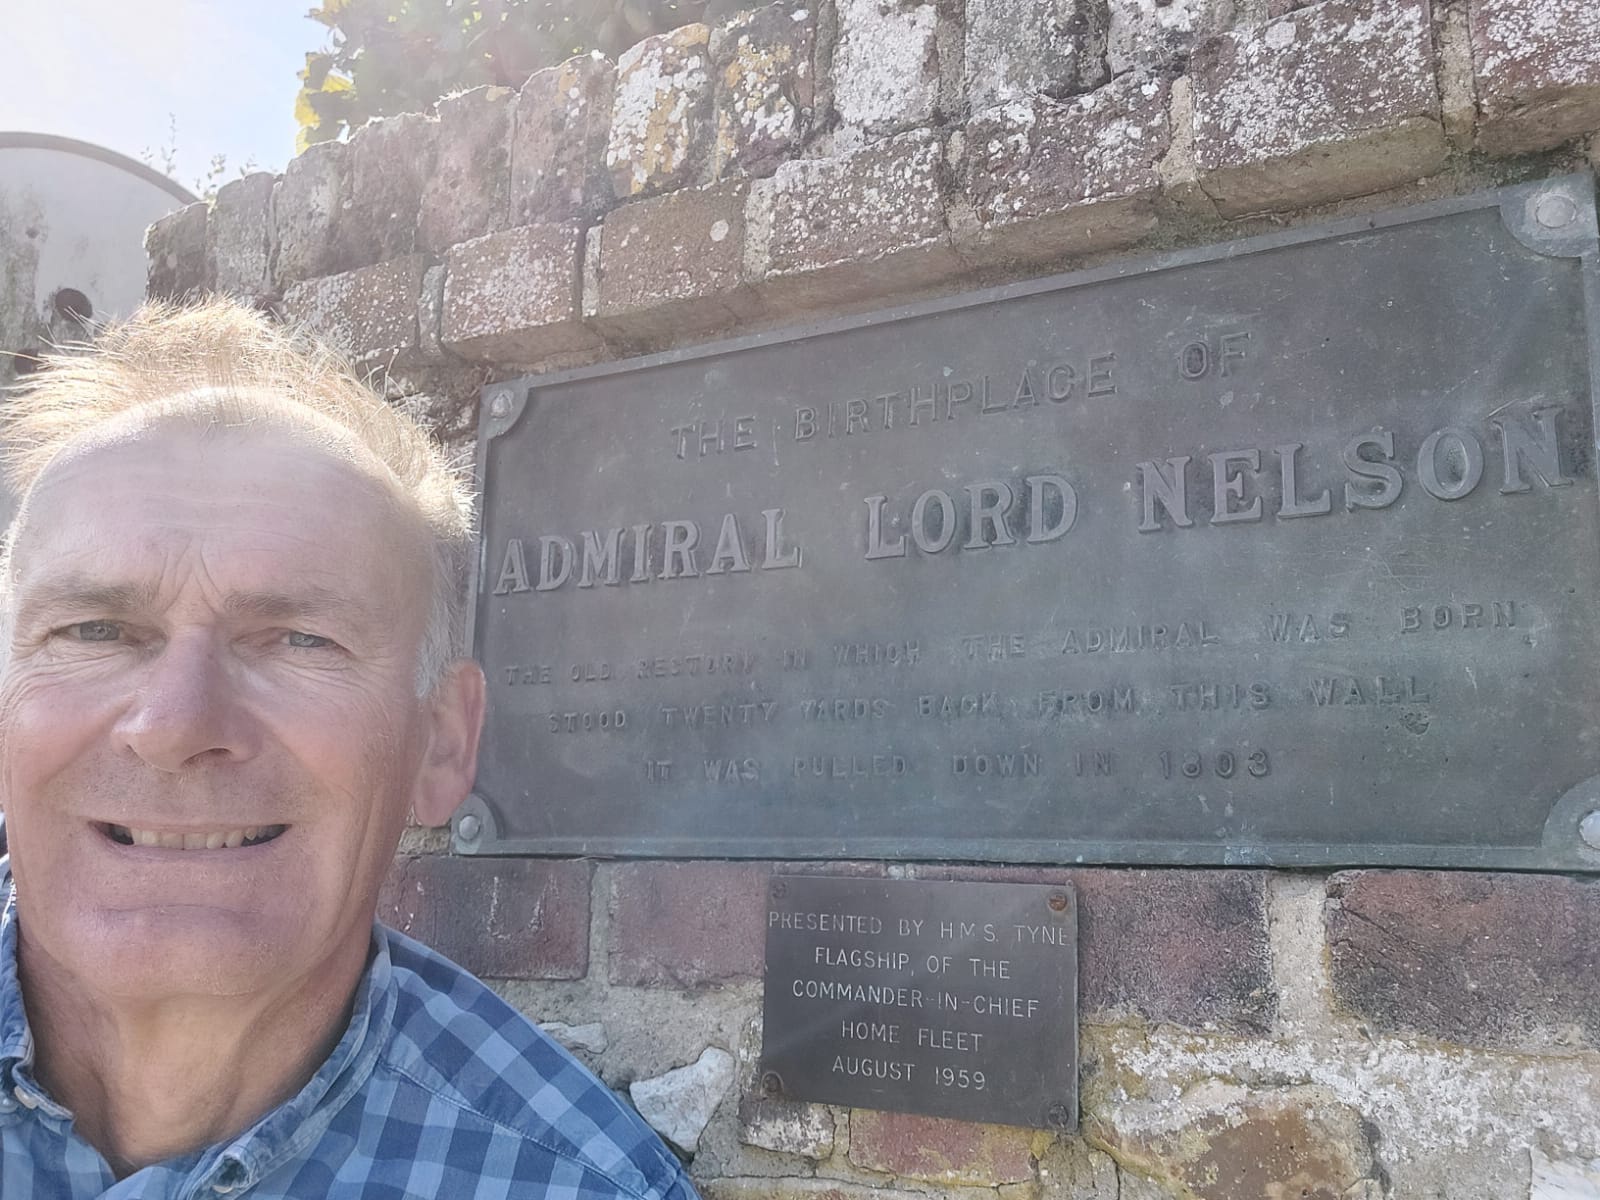 THE BIRTHPLACE OF
ADMIRAL LORD NELSON
THE OLD RECTORY IN WHICH THE ADMIRAL WAS BORN,
STOOD TWENTY YARDS BACK FROM THIS WALL
IT WAS PULLED DOWN IN 1803
PRESENTED BY H.M.S. TYNE
FLAGSHIP, OF THE
COMMANDER-IN-CHIEF
HOME FLEET
AUGUST 1959